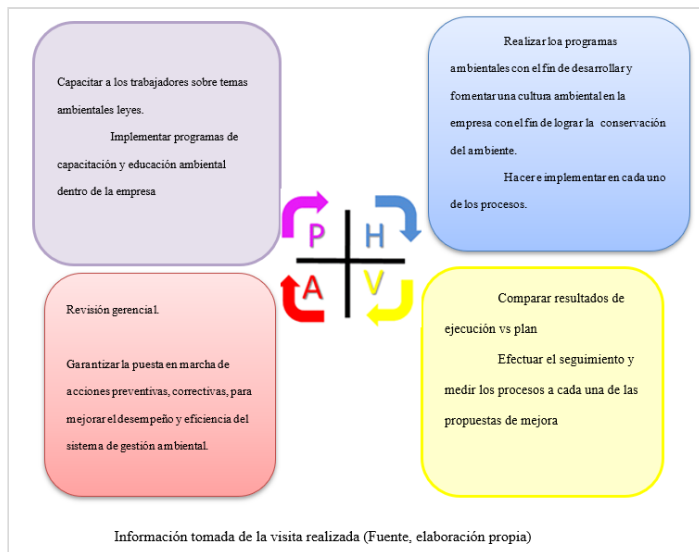 Capacitar a los trabajadores sobre temas
ambientales leyes.
Implementar programas de
capacitación y educación ambiental
dentro de la empresa
Realizar loa programas
ambientales con el fin de desarrollar y
fomentar una cultura ambiental en la
empresa con el fin de lograr la conservación
del ambiente.
Hacer e implementar en cada uno
de los procesos.
P
H
A
V
Revisión gerencial.
Garantizar la puesta en marcha de
acciones preventivas, correctivas, para
mejorar el desempeño y eficiencia del
sistema de gestión ambiental.
Comparar resultados de
ejecución vs plan
Efectuar el seguimiento y
medir los procesos a cada una de las
propuestas de mejora
Información tomada de la visita realizada (Fuente, elaboración propia)